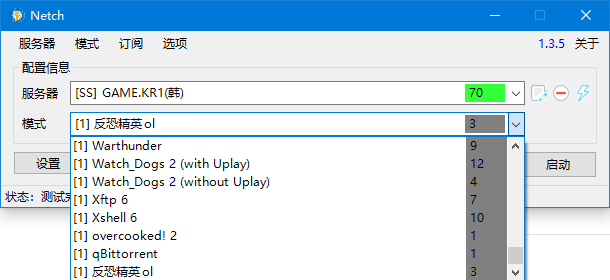 Netch
服务器 模式 订阅 选项 1.3.5 关于
配置信息
服务器 [SS] GAME.KR1(韩) 70
模式 [1] 反恐精英ol 3
[1] Warthunder 9
[1] Watch_Dogs 2 (with Uplay) 12
[1] Watch_Dogs 2 (without Uplay) 4
[1] Xftp 6 7
[1] Xshell 6 10
[1] overcooked! 2 1
[1] qBittorrent 1
[1] 反恐精英ol 3
设置 启动
状态：测试